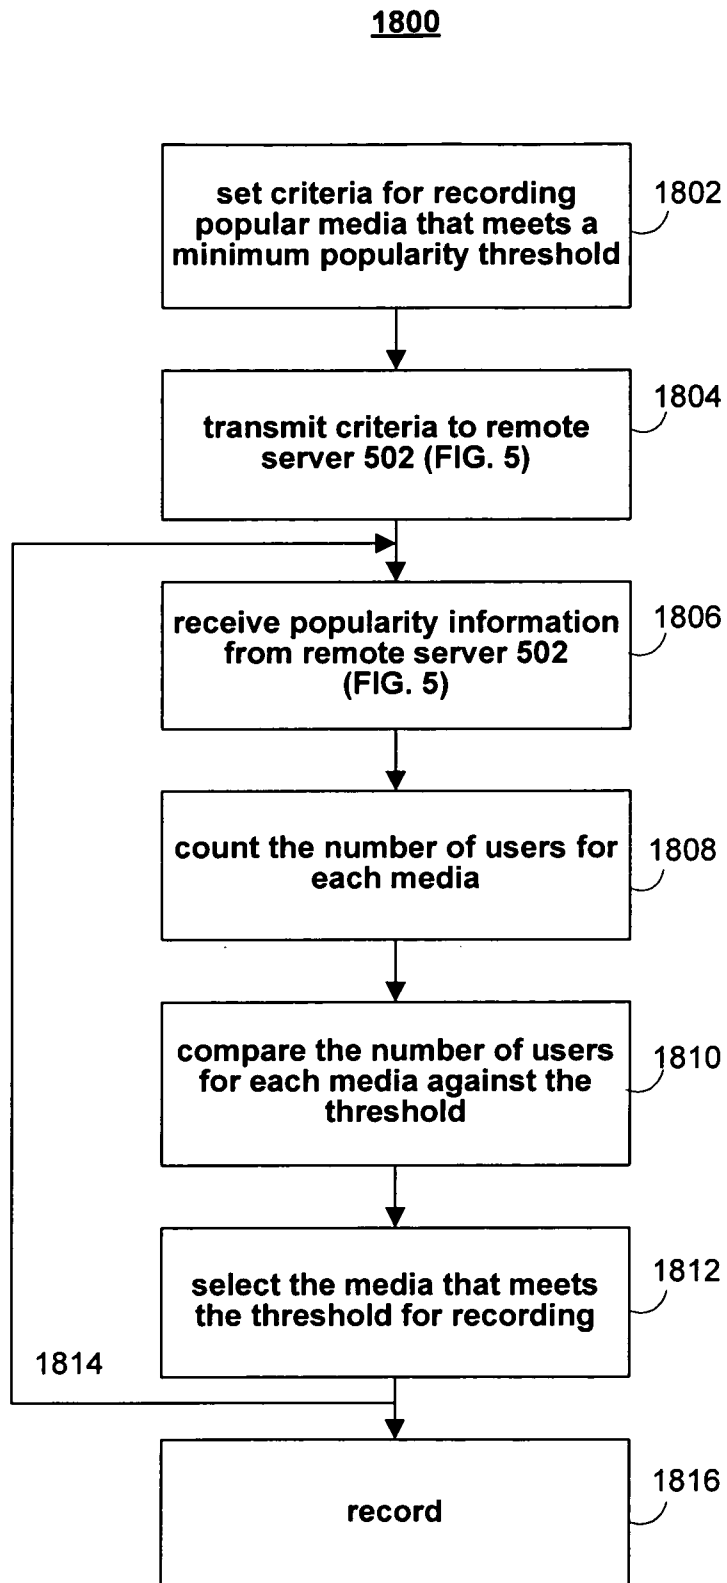 1800
set criteria for recording
popular media that meets a
minimum popularity threshold
1802
transmit criteria to remote
server 502 (FIG. 5)
1804
receive popularity information
from remote server 502
(FIG. 5)
1806
count the number of users for
each media
1808
compare the number of users
for each media against the
threshold
1810
select the media that meets
the threshold for recording
1812
1814
record
1816